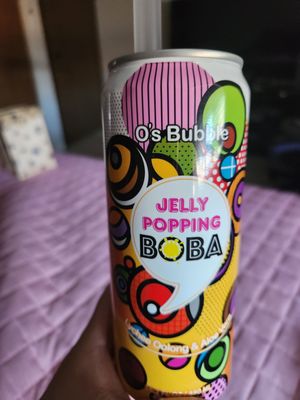 O's Bubble
JELLY
POPPING
BOBA
Oolong & Aloe